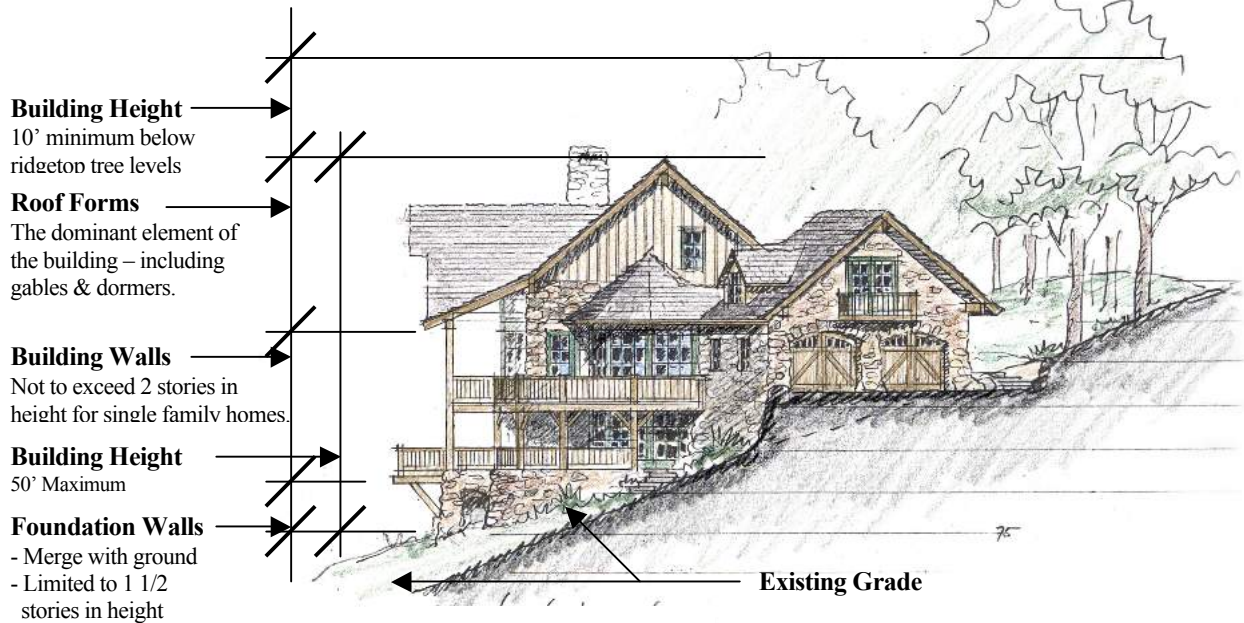 Building Height
10’ minimum below
ridgetop tree levels
Roof Forms
The dominant element of
the building – including
gables & dormers.
Building Walls
Not to exceed 2 stories in
height for single family homes.
Building Height
50’ Maximum
Foundation Walls
- Merge with ground
- Limited to 1 1/2
stories in height
75
Existing Grade